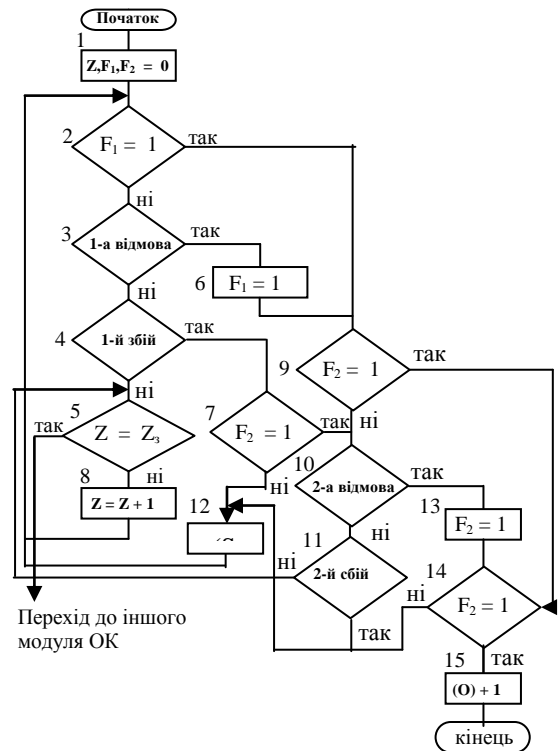 Початок
1
Z,F₁,F₂ = 0
2
F₁ = 1
так
ні
3
1-а відмова
так
6
F₁ = 1
ні
4
1-й збій
так
9
F₂ = 1
так
ні
5
так
Z = Zз
7
F₂ = 1
так
ні
8
ні
Z = Z + 1
ні
10
2-а відмова
так
12
13
F₂ = 1
ні
11
ні
2-й сбій
14
ні
F₂ = 1
Перехід до іншого
модуля ОК
так
15
так
(О) + 1
кінець